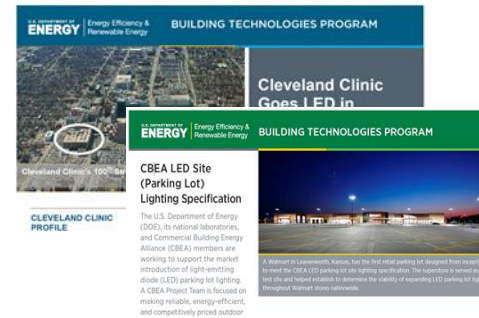 U.S. DEPARTMENT OF
ENERGY
Energy Efficiency &
Renewable Energy
BUILDING TECHNOLOGIES PROGRAM
Cleveland Clinic
Goes LED in
Cleveland Clinic's 100th
CLEVELAND CLINIC
PROFILE
U.S. DEPARTMENT OF
ENERGY
Energy Efficiency &
Renewable Energy
BUILDING TECHNOLOGIES PROGRAM
CBEA LED Site
(Parking Lot)
Lighting Specification
The U.S. Department of Energy
(DOE), its national laboratories,
and Commercial Building Energy
Alliance (CBEA) members are
working to support the market
introduction of light-emitting
diode (LED) parking lot lighting.
A CBEA Project Team is focused on
making reliable, energy-efficient,
and competitively priced outdoor
A Walmart in Leavenworth, Kansas, has the first retail parking lot designed from incept
to meet the CBEA LED parking lot site lighting specification. The superstore is served as
test site and helped establish to determine the viability of expanding LED parking lot
throughout Walmart stores nationwide.